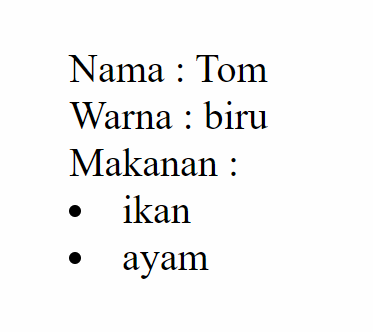 Nama : Tom
Warna : biru
Makanan :
• ikan
• ayam